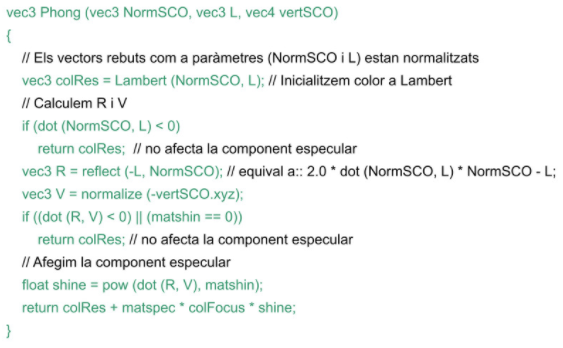 vec3 Phong (vec3 NormSCO, vec3 L, vec4 vertSCO)
{
// Els vectors rebuts com a paràmetres (NormSCO i L) estan normalitzats
vec3 colRes = Lambert (NormSCO, L); // Inicialitzem color a Lambert
// Calculem R i V
if (dot (NormSCO, L) < 0)
return colRes; // no afecta la component especular
vec3 R = reflect (-L, NormSCO); // equival a:: 2.0 * dot (NormSCO, L) * NormSCO - L;
vec3 V = normalize (-vertSCO.xyz);
if ((dot (R, V) < 0) || (matshin == 0))
return colRes; // no afecta la component especular
// Afegim la component especular
float shine = pow (dot (R, V), matshin);
return colRes + matspec * colFocus * shine;
}